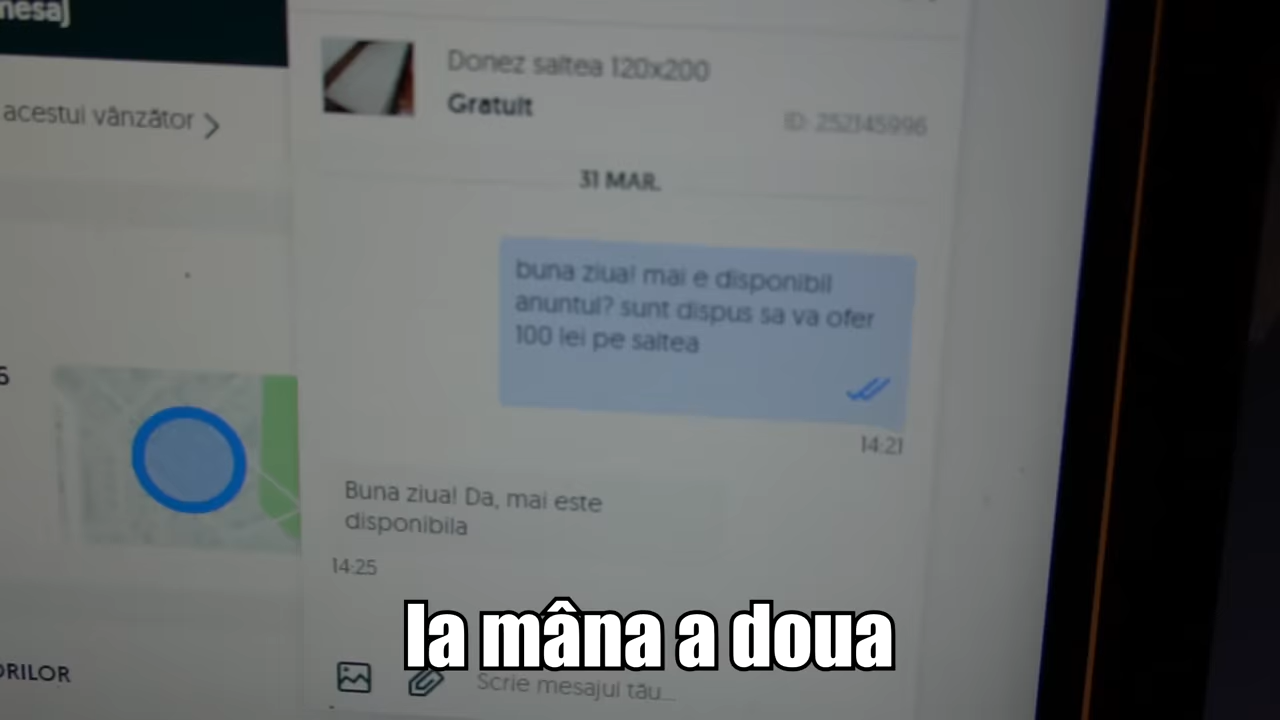 mesaj
acestui vânzător
Donez saltea 120x200
Gratuit
ID: 252145996
31 MAR.
buna ziua! mai e disponibil
anuntul? sunt dispus sa va ofer
100 lei pe saltea
14:21
Buna ziua! Da, mai este
disponibila
14:25
la mâna a doua
ORILOR
Scrie mesajul tău...